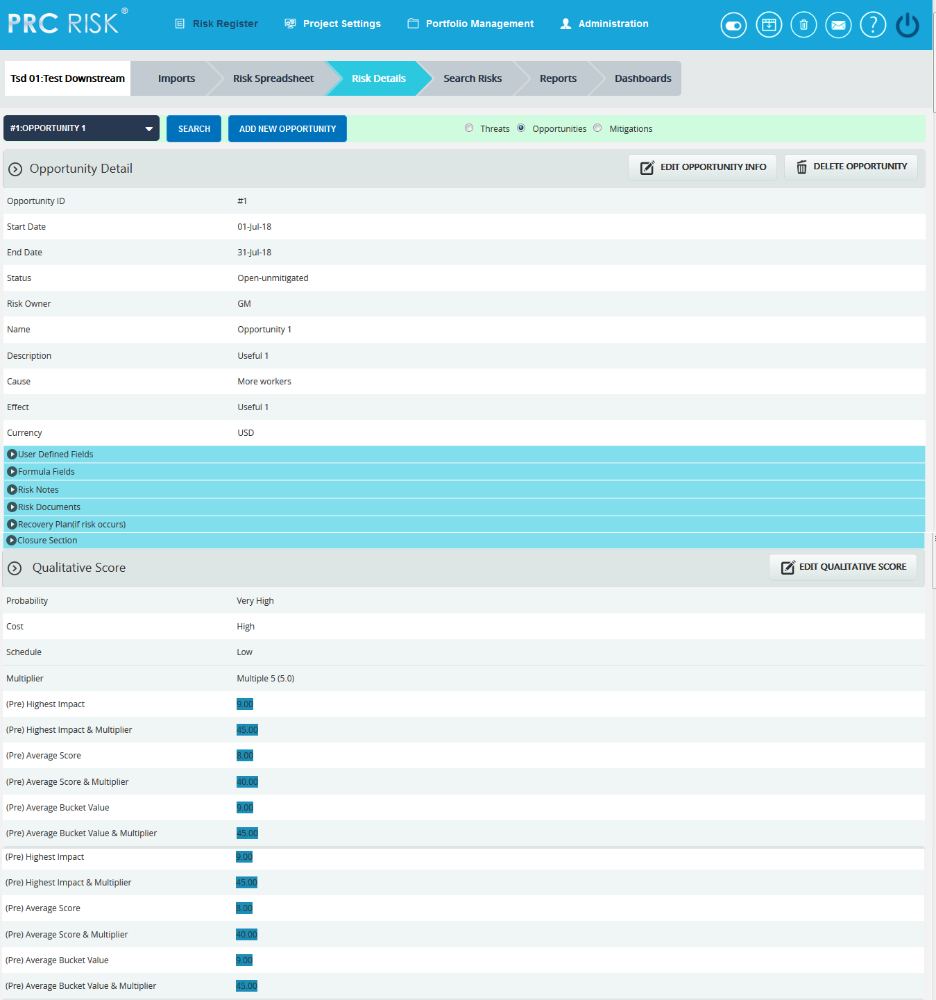 PRC RISK®
Risk Register
Project Settings
Portfolio Management
Administration
?
Tsd 01:Test Downstream
Imports
Risk Spreadsheet
Risk Details
Search Risks
Reports
Dashboards
#1:OPPORTUNITY 1
SEARCH
ADD NEW OPPORTUNITY
Threats
Opportunities
Mitigations
Opportunity Detail
EDIT OPPORTUNITY INFO
DELETE OPPORTUNITY
Opportunity ID #1
Start Date 01-Jul-18
End Date 31-Jul-18
Status Open-unmitigated
Risk Owner GM
Name Opportunity 1
Description Useful 1
Cause More workers
Effect Useful 1
Currency USD
User Defined Fields
Formula Fields
Risk Notes
Risk Documents
Recovery Plan(if risk occurs)
Closure Section
Qualitative Score
EDIT QUALITATIVE SCORE
Probability Very High
Cost High
Schedule Low
Multiplier Multiple 5 (5.0)
(Pre) Highest Impact 9.00
(Pre) Highest Impact & Multiplier 45.00
(Pre) Average Score 8.00
(Pre) Average Score & Multiplier 40.00
(Pre) Average Bucket Value 9.00
(Pre) Average Bucket Value & Multiplier 45.00
(Pre) Highest Impact 9.00
(Pre) Highest Impact & Multiplier 45.00
(Pre) Average Score 8.00
(Pre) Average Score & Multiplier 40.00
(Pre) Average Bucket Value 9.00
(Pre) Average Bucket Value & Multiplier 45.00